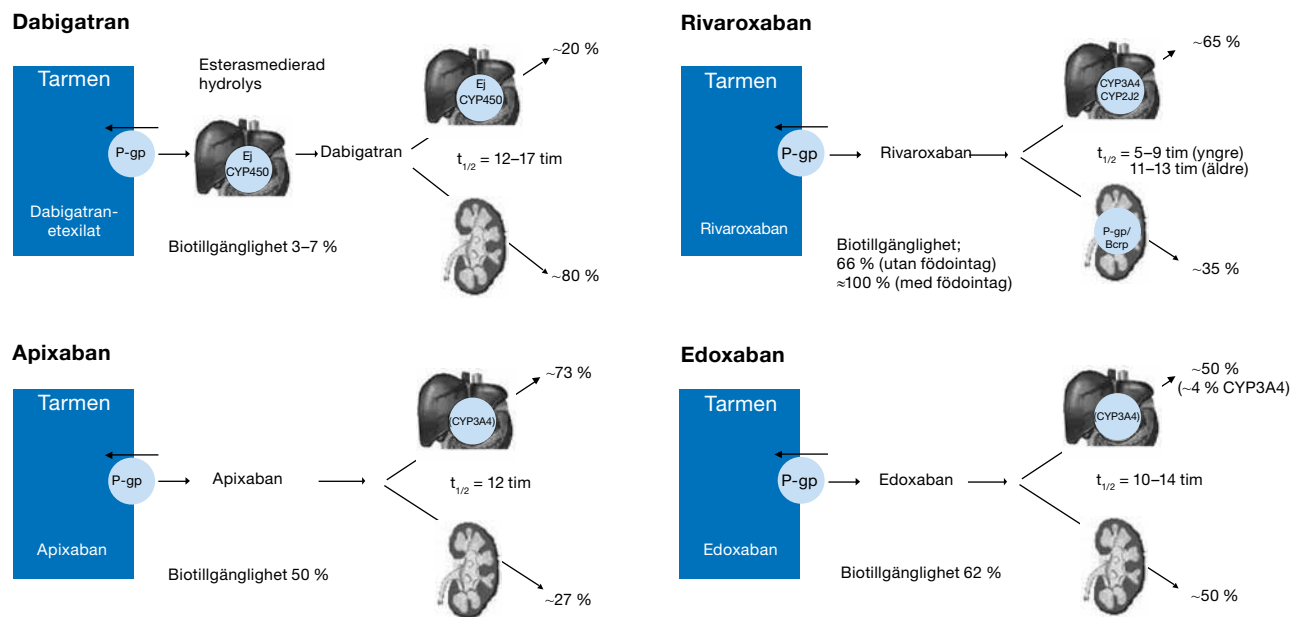 Dabigatran
Tarmen
P-gp
Dabigatran-
etexilat
Esterasmedierad
hydrolys
Ej
CYP450
Dabigatran
Biotillgänglighet 3–7 %
Ej
CYP450
~20 %
t1/2 = 12–17 tim
~80 %
Rivaroxaban
Tarmen
P-gp
Rivaroxaban
Rivaroxaban
Biotillgänglighet;
66 % (utan födointag)
≈100 % (med födointag)
CYP3A4
CYP2J2
~65 %
t1/2 = 5–9 tim (yngre)
11–13 tim (äldre)
P-gp/
Bcrp
~35 %
Apixaban
Tarmen
P-gp
Apixaban
Apixaban
Biotillgänglighet 50 %
(CYP3A4)
~73 %
t1/2 = 12 tim
~27 %
Edoxaban
Tarmen
P-gp
Edoxaban
Edoxaban
Biotillgänglighet 62 %
(CYP3A4)
~50 %
(~4 % CYP3A4)
t1/2 = 10–14 tim
~50 %